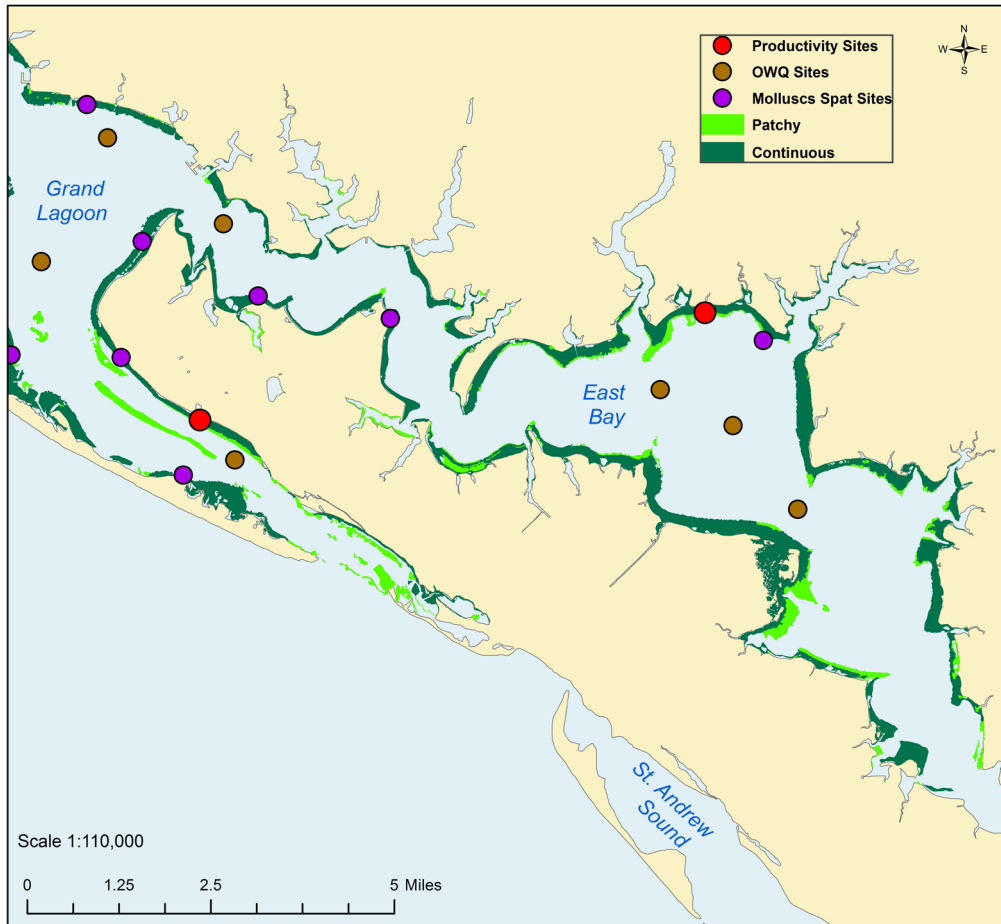 N
W E
S
Productivity Sites
OWQ Sites
Molluscs Spat Sites
Patchy
Continuous
Grand
Lagoon
East
Bay
St. Andrew
Sound
Scale 1:110,000
0 1.25 2.5 5 Miles